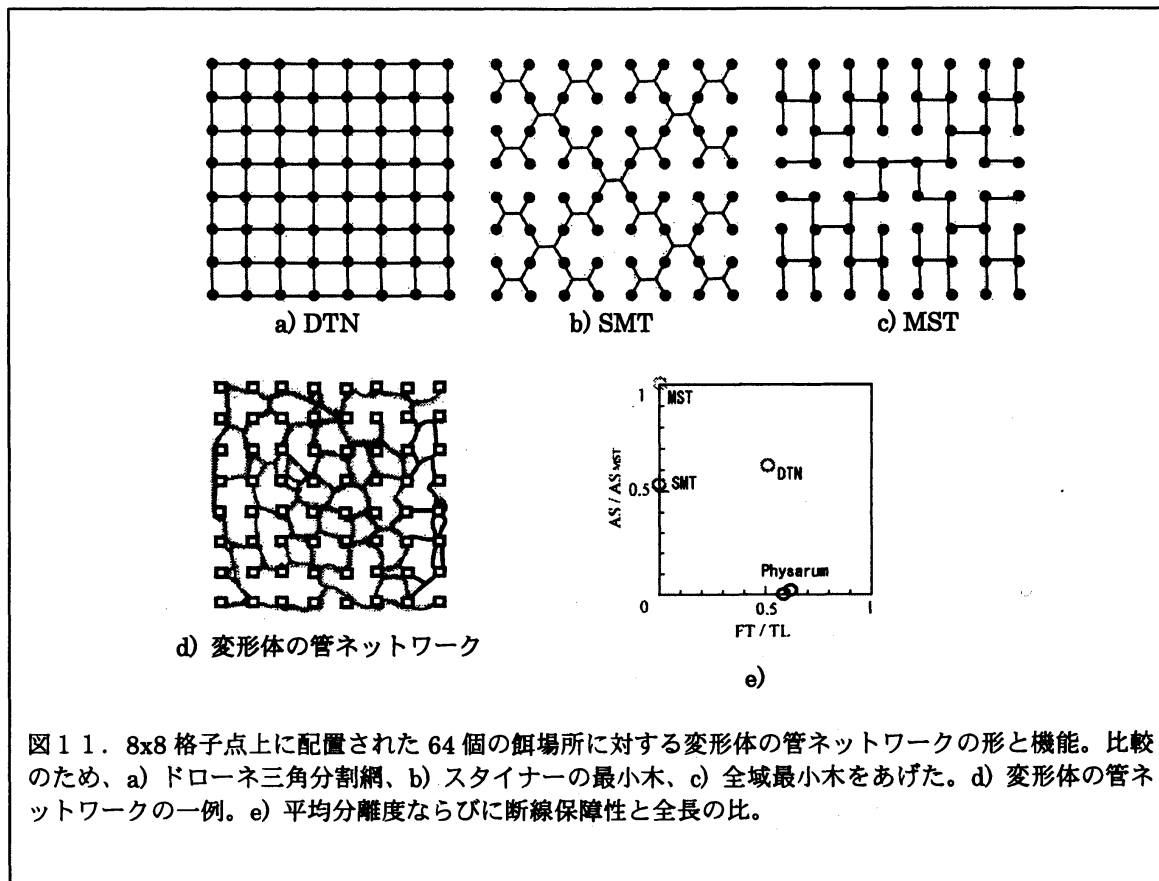 a) DTN
b) SMT
c) MST
d) 変形体の管ネットワーク
1
MST
SMT
0.5
DTN
Physarum
0
0.5
1
AS / AS MST
FT / TL
e)
図11. 8x8 格子点上に配置された 64 個の餌場所に対する変形体の管ネットワークの形と機能。比較
のため、a) ドローネ三角分割網、b) スタイナーの最小木、c) 全域最小木をあげた。d) 変形体の管ネ
ットワークの一例。e) 平均分離度ならびに断線保障性と全長の比。